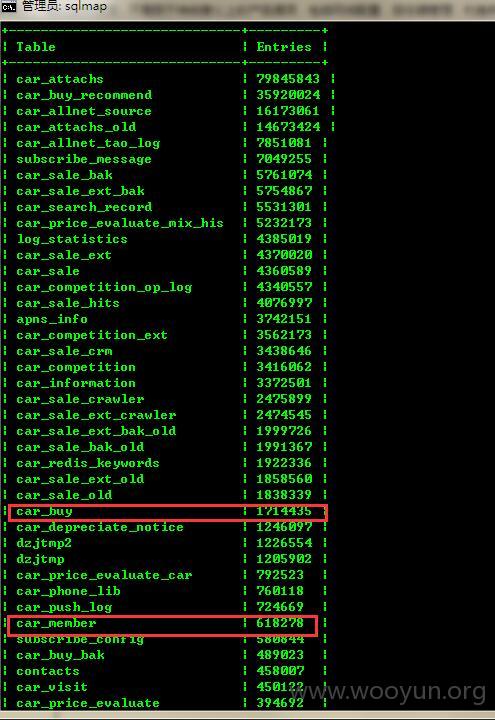 管理员: sqlmap
Table | Entries
car_attachs | 79845843
car_buy_recommend | 35920024
car_allnet_source | 16173061
car_attachs_old | 14673424
car_allnet_tao_log | 7851081
subscribe_message | 7049255
car_sale_bak | 5761074
car_sale_ext_bak | 5754867
car_search_record | 5531301
car_price_evaluate_mix_his | 5232173
log_statistics | 4385019
car_sale_ext | 4370020
car_sale | 4360589
car_competition_op_log | 4340557
car_sale_hits | 4076997
apns_info | 3742151
car_competition_ext | 3562173
car_sale_crm | 3438646
car_competition | 3416062
car_information | 3372501
car_sale_crawler | 2475899
car_sale_ext_crawler | 2474545
car_sale_ext_bak_old | 1999726
car_sale_bak_old | 1991367
car_redis_keywords | 1922336
car_sale_ext_old | 1858560
car_sale_old | 1838339
car_buy | 1714435
car_depreciate_notice | 1246097
dzjtmp2 | 1226554
dzjtmp | 1205902
car_price_evaluate_car | 792523
car_phone_lib | 760118
car_push_log | 724669
car_member | 618278
subscribe_config | 580844
car_buy_bak | 489023
contacts | 458007
car_visit | 450122
car_price_evaluate | 394692
www.wooyun.org